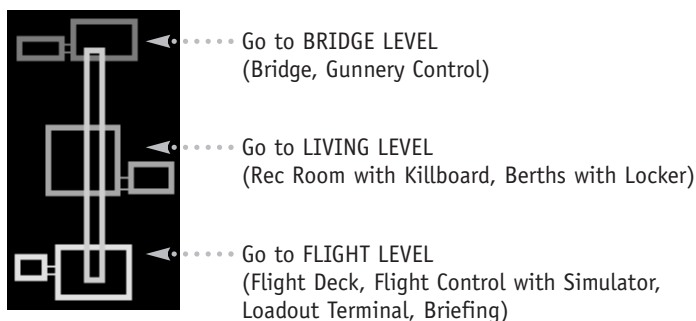 Go to BRIDGE LEVEL
(Bridge, Gunnery Control)
Go to LIVING LEVEL
(Rec Room with Killboard, Berths with Locker)
Go to FLIGHT LEVEL
(Flight Deck, Flight Control with Simulator,
Loadout Terminal, Briefing)